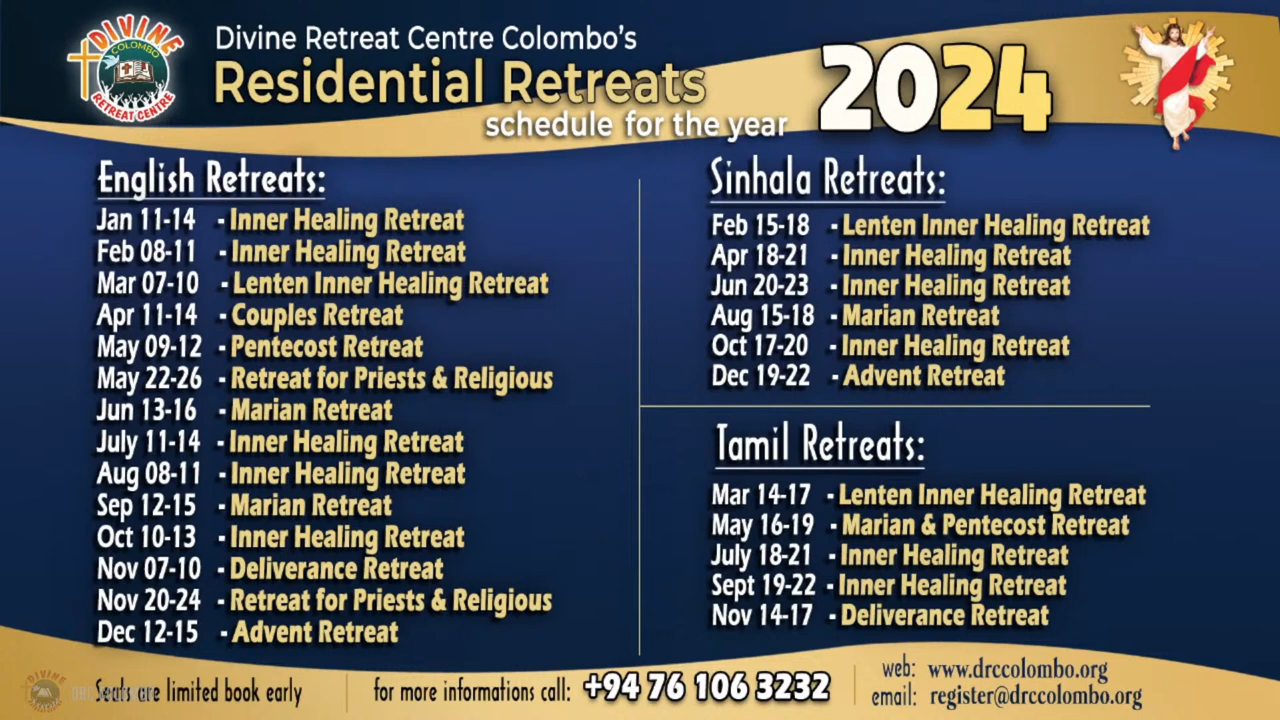 DIVINE
COLOMBO
RETREAT CENTRE
Divine Retreat Centre Colombo's
Residential Retreats
schedule for the year
2024
English Retreats:
Jan 11-14 - Inner Healing Retreat
Feb 08-11 - Inner Healing Retreat
Mar 07-10 - Lenten Inner Healing Retreat
Apr 11-14 - Couples Retreat
May 09-12 - Pentecost Retreat
May 22-26 - Retreat for Priests & Religious
Jun 13-16 - Marian Retreat
July 11-14 - Inner Healing Retreat
Aug 08-11 - Inner Healing Retreat
Sep 12-15 - Marian Retreat
Oct 10-13 - Inner Healing Retreat
Nov 07-10 - Deliverance Retreat
Nov 20-24 - Retreat for Priests & Religious
Dec 12-15 - Advent Retreat
Sinhala Retreats:
Feb 15-18 - Lenten Inner Healing Retreat
Apr 18-21 - Inner Healing Retreat
Jun 20-23 - Inner Healing Retreat
Aug 15-18 - Marian Retreat
Oct 17-20 - Inner Healing Retreat
Dec 19-22 - Advent Retreat
Tamil Retreats:
Mar 14-17 - Lenten Inner Healing Retreat
May 16-19 - Marian & Pentecost Retreat
July 18-21 - Inner Healing Retreat
Sept 19-22 - Inner Healing Retreat
Nov 14-17 - Deliverance Retreat
DIVINE
Seats are limited book early
for more informations call: +94 76 106 3232
web: www.drccolombo.org
email: register@drccolombo.org